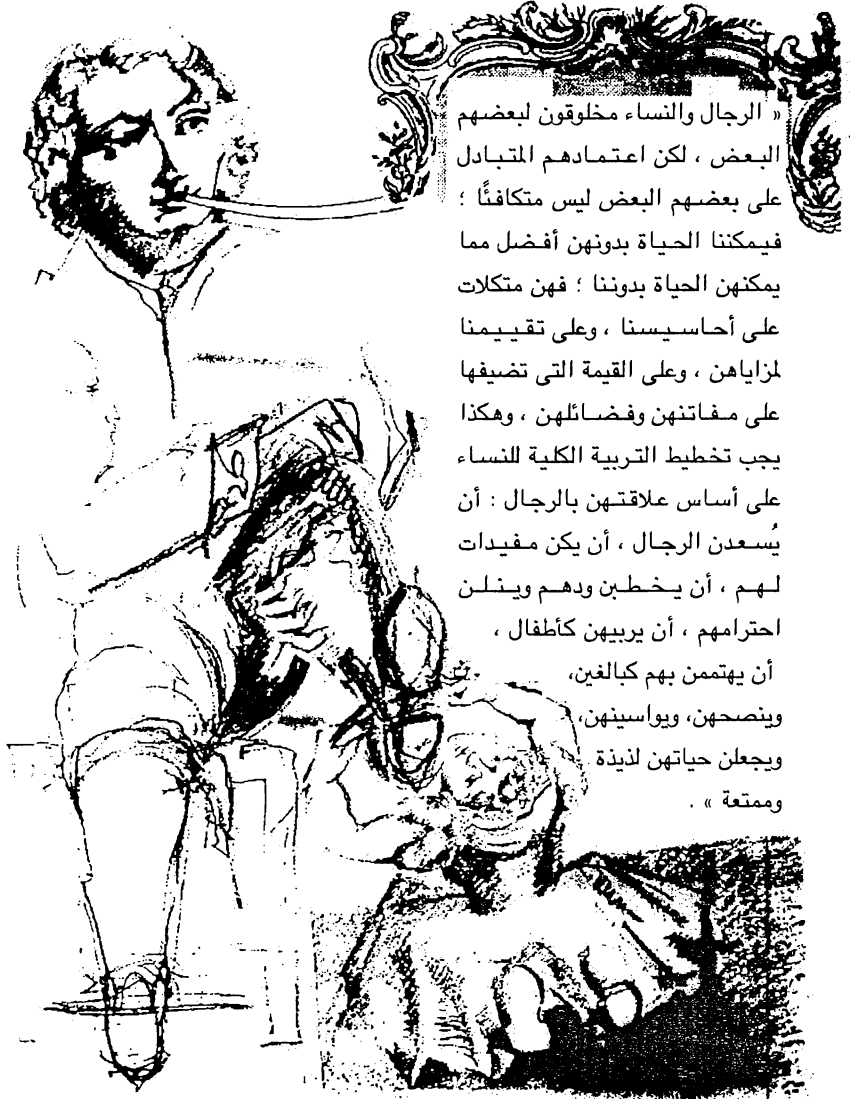 « الرجال والنساء مخلوقون لبعضهم
البعض ، لكن اعتمادهم المتبادل
على بعضهم البعض ليس متكافئًا ؛
فيمكننا الحياة بدونهن أفضل مما
يمكنهن الحياة بدوننا ؛ فهن متكلات
على أحاسيسنا ، وعلى تقييمنا
لمزاياهن ، وعلى القيمة التى تضيفها
على مفاتنهن وفضائلهن ، وهكذا
يجب تخطيط التربية الكلية للنساء
على أساس علاقتهن بالرجال : أن
يُسعدن الرجال ، أن يكن مفيدات
لهم ، أن يخطبن ودهم وينلن
احترامهم ، أن يربيهن كأطفال ،
أن يهتممن بهم كبالغين،
وينصحهن، ويواسينهن،
ويجعلن حياتهن لذيذة
وممتعة » .